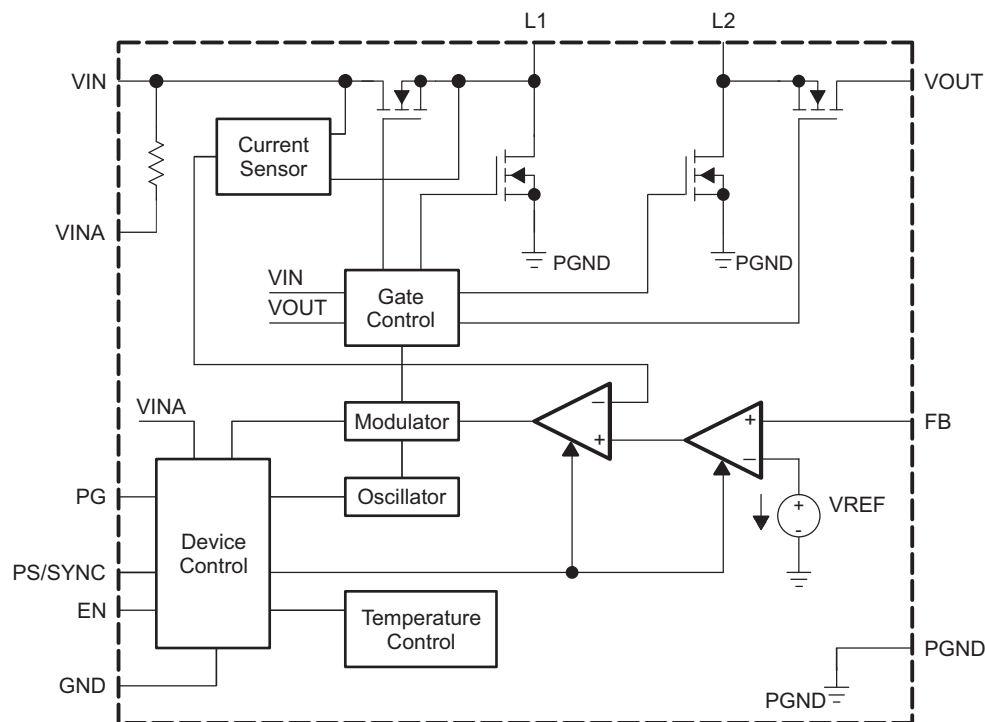 L1
L2
VIN
VOUT
Current
Sensor
VINA
PGND
PGND
VIN
VOUT
Gate
Control
VINA
Modulator
−
+
+
−
FB
PG
Oscillator
+
-
VREF
Device
Control
PS/SYNC
EN
Temperature
Control
GND
PGND
PGND